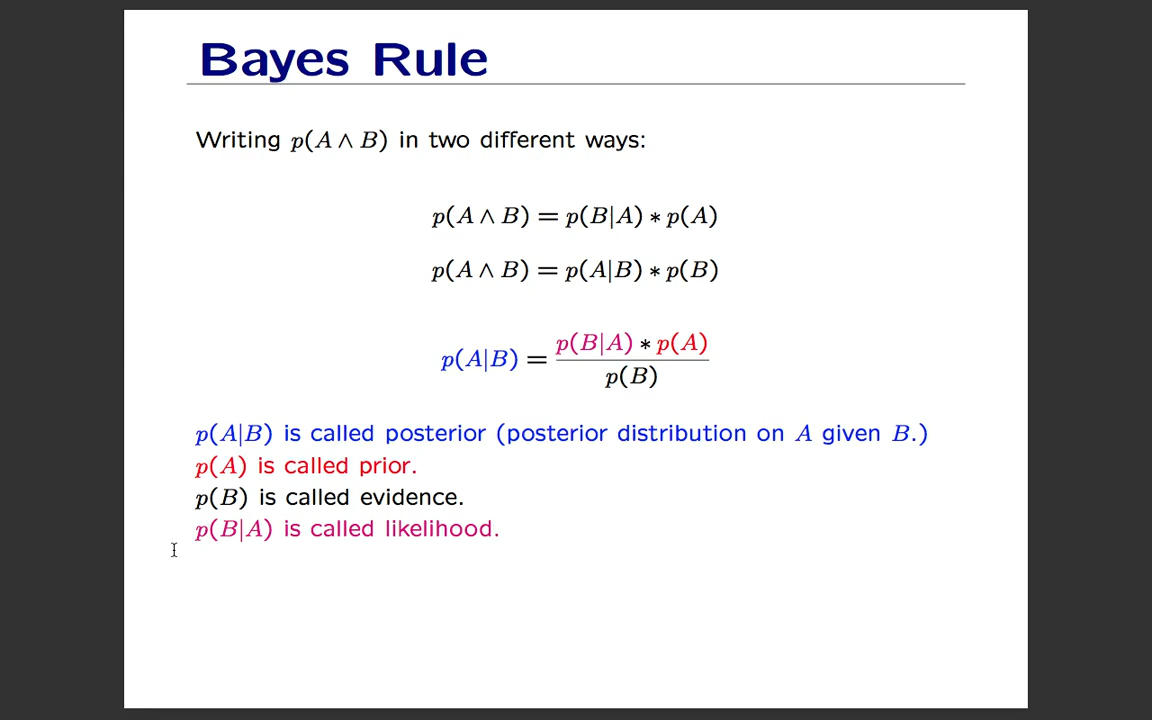 Bayes Rule
Writing p(A ∧ B) in two different ways:
p(A ∧ B) = p(B|A) ∗ p(A)
p(A ∧ B) = p(A|B) ∗ p(B)
p(A|B) = p(B|A) ∗ p(A) / p(B)
p(A|B) is called posterior (posterior distribution on A given B.)
p(A) is called prior.
p(B) is called evidence.
p(B|A) is called likelihood.